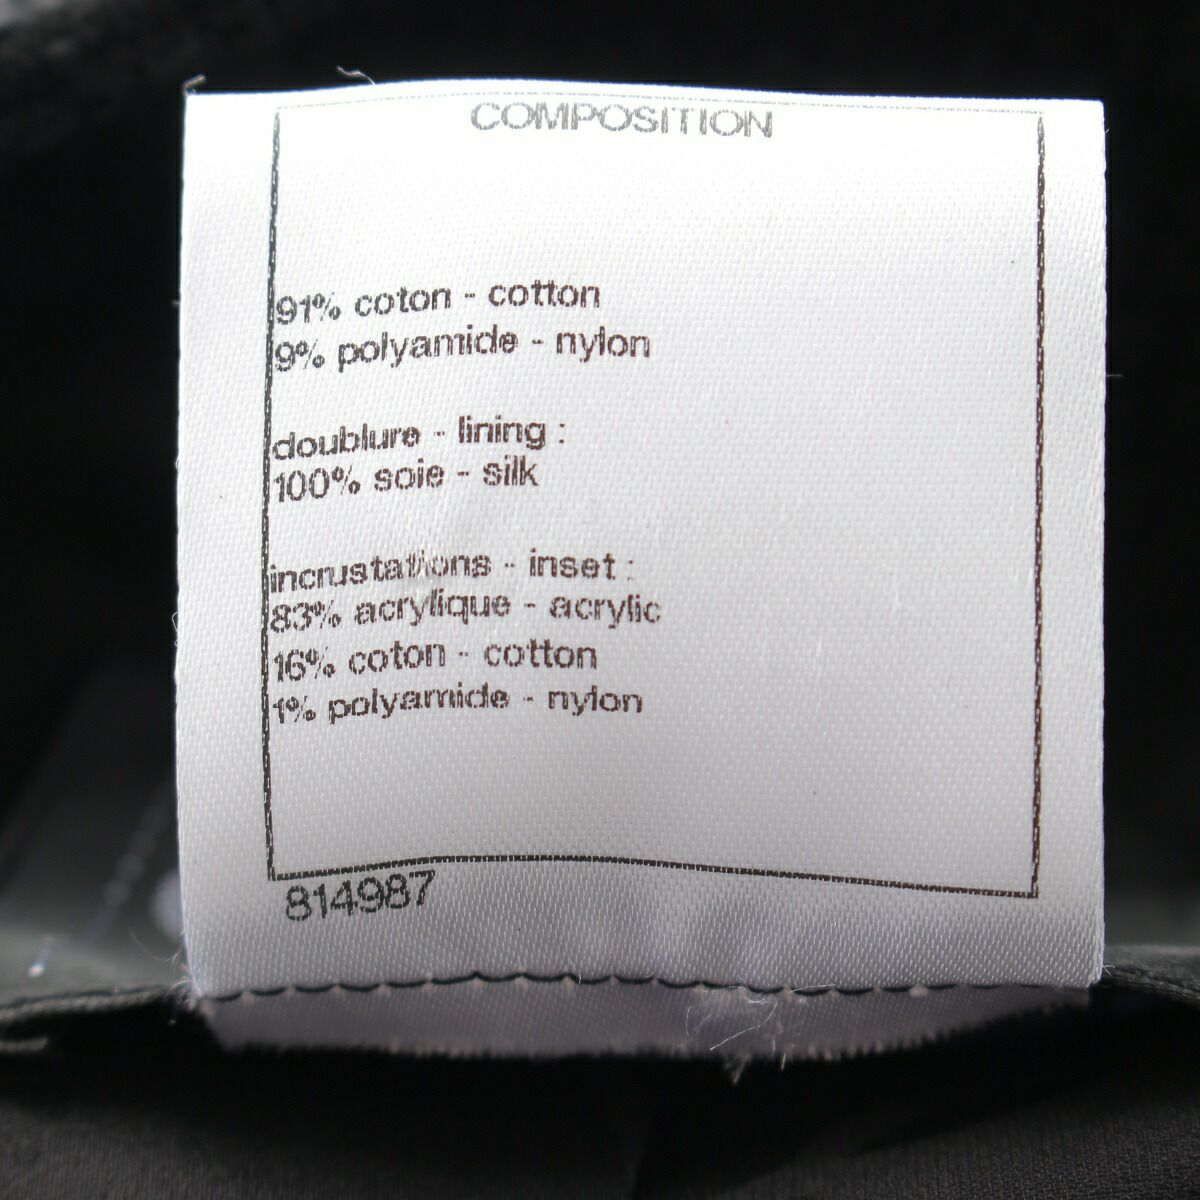 COMPOSITION
91% coton - cotton
9% polyamide - nylon
doublure - lining :
100% soie - silk
incrustations - inset :
83% acrylique - acrylic
16% coton - cotton
1% polyamide - nylon
814987